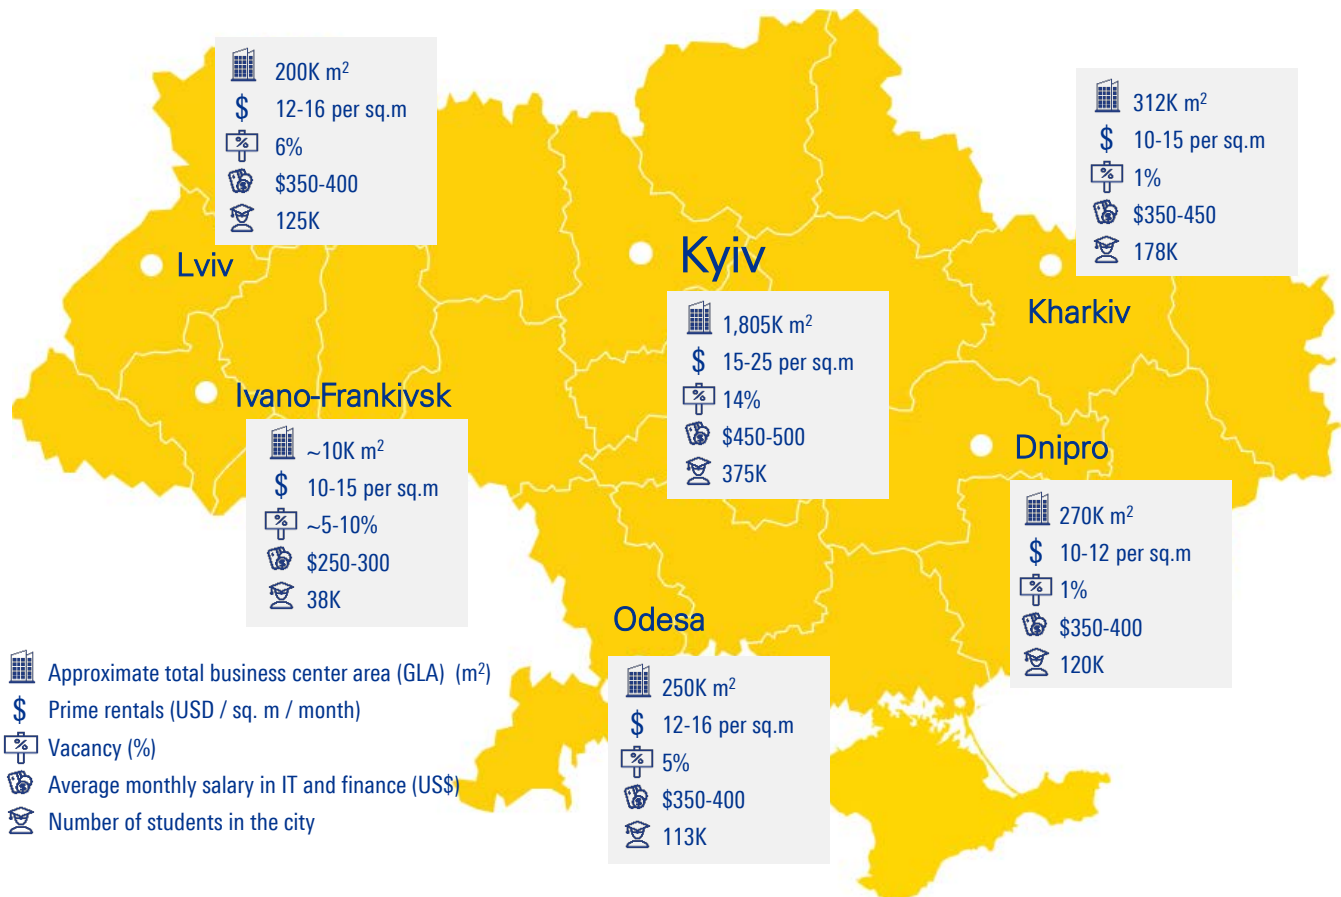 200K m²
$ 12-16 per sq.m
% 6%
$350-400
125K
Lviv
Kyiv
1,805K m²
$ 15-25 per sq.m
% 14%
$450-500
375K
312K m²
$ 10-15 per sq.m
% 1%
$350-450
178K
Kharkiv
Ivano-Frankivsk
~10K m²
$ 10-15 per sq.m
% ~5-10%
$250-300
38K
Dnipro
270K m²
$ 10-12 per sq.m
% 1%
$350-400
120K
Odesa
250K m²
$ 12-16 per sq.m
% 5%
$350-400
113K
Approximate total business center area (GLA) (m²)
$ Prime rentals (USD / sq. m / month)
% Vacancy (%)
Average monthly salary in IT and finance (US$)
Number of students in the city